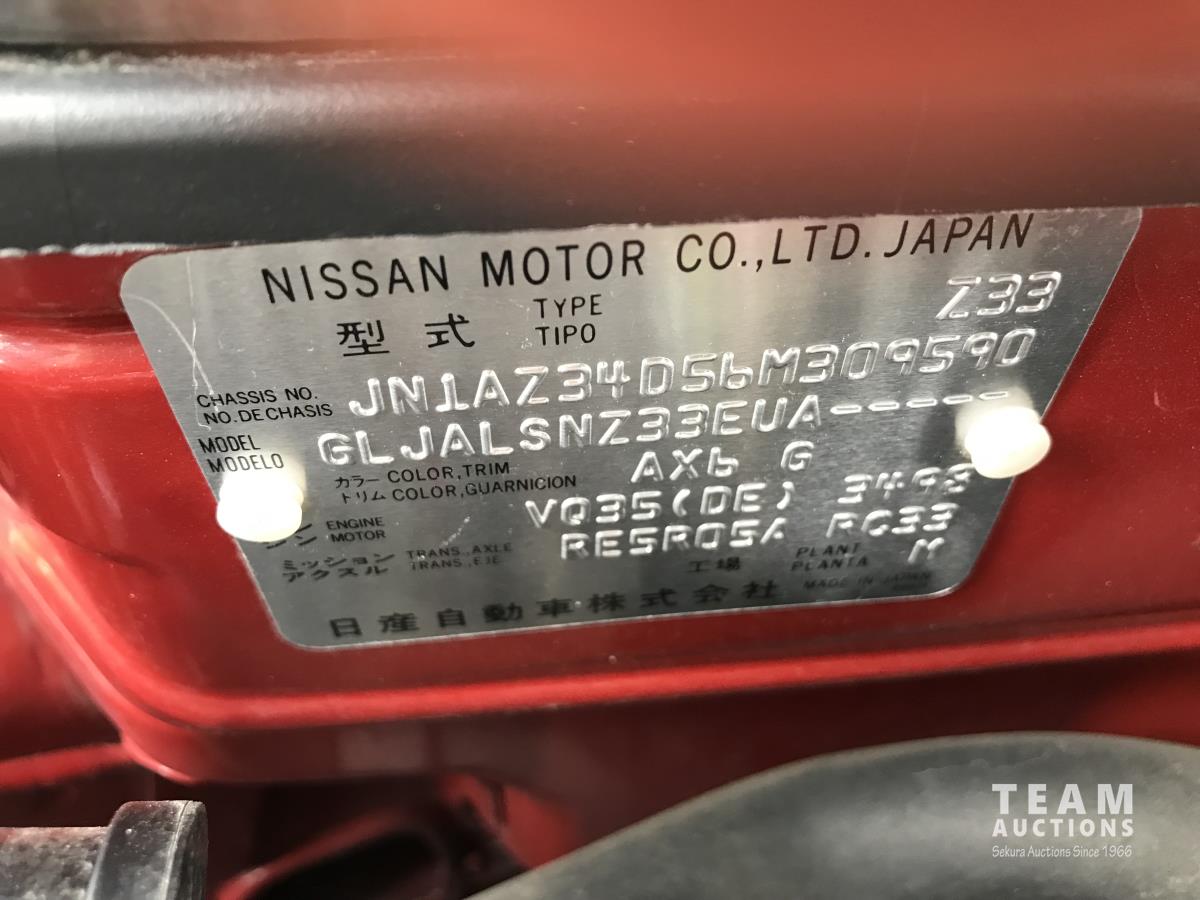 NISSAN MOTOR CO.,LTD. JAPAN
型式 TYPE TIPO Z33
CHASSIS NO. NO.DE CHASIS JN1AZ34D56M309590
MODEL MODELO GLJALSNZ33EUA-----
カラー COLOR,TRIM トリム COLOR,GUARNICION AX6 G
ENGINE MOTOR VQ35(DE) 3498
ミッション TRANS.,AXLE アクスル TRANS.,EJE RE5R05A RC33
工場 PLANT PLANTA M
日産自動車株式会社 MADE IN JAPAN
TEAM
AUCTIONS
Sekura Auctions Since 1966